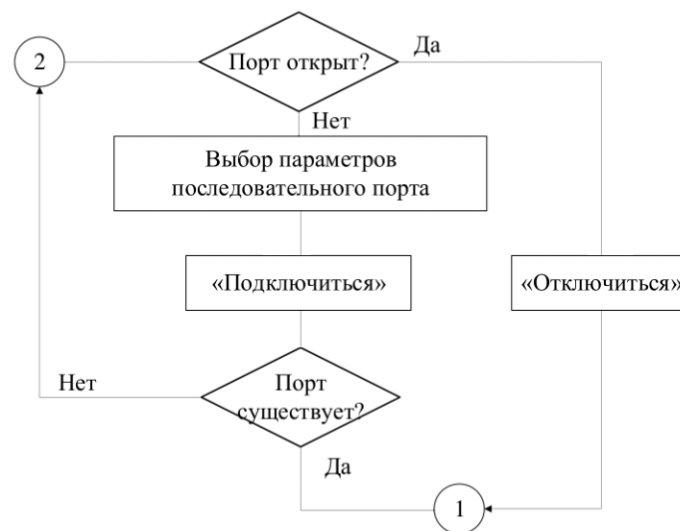 2
Порт открыт?
Да
Нет
Выбор параметров
последовательного порта
«Подключиться»
«Отключиться»
Нет
Порт
существует?
Да
1